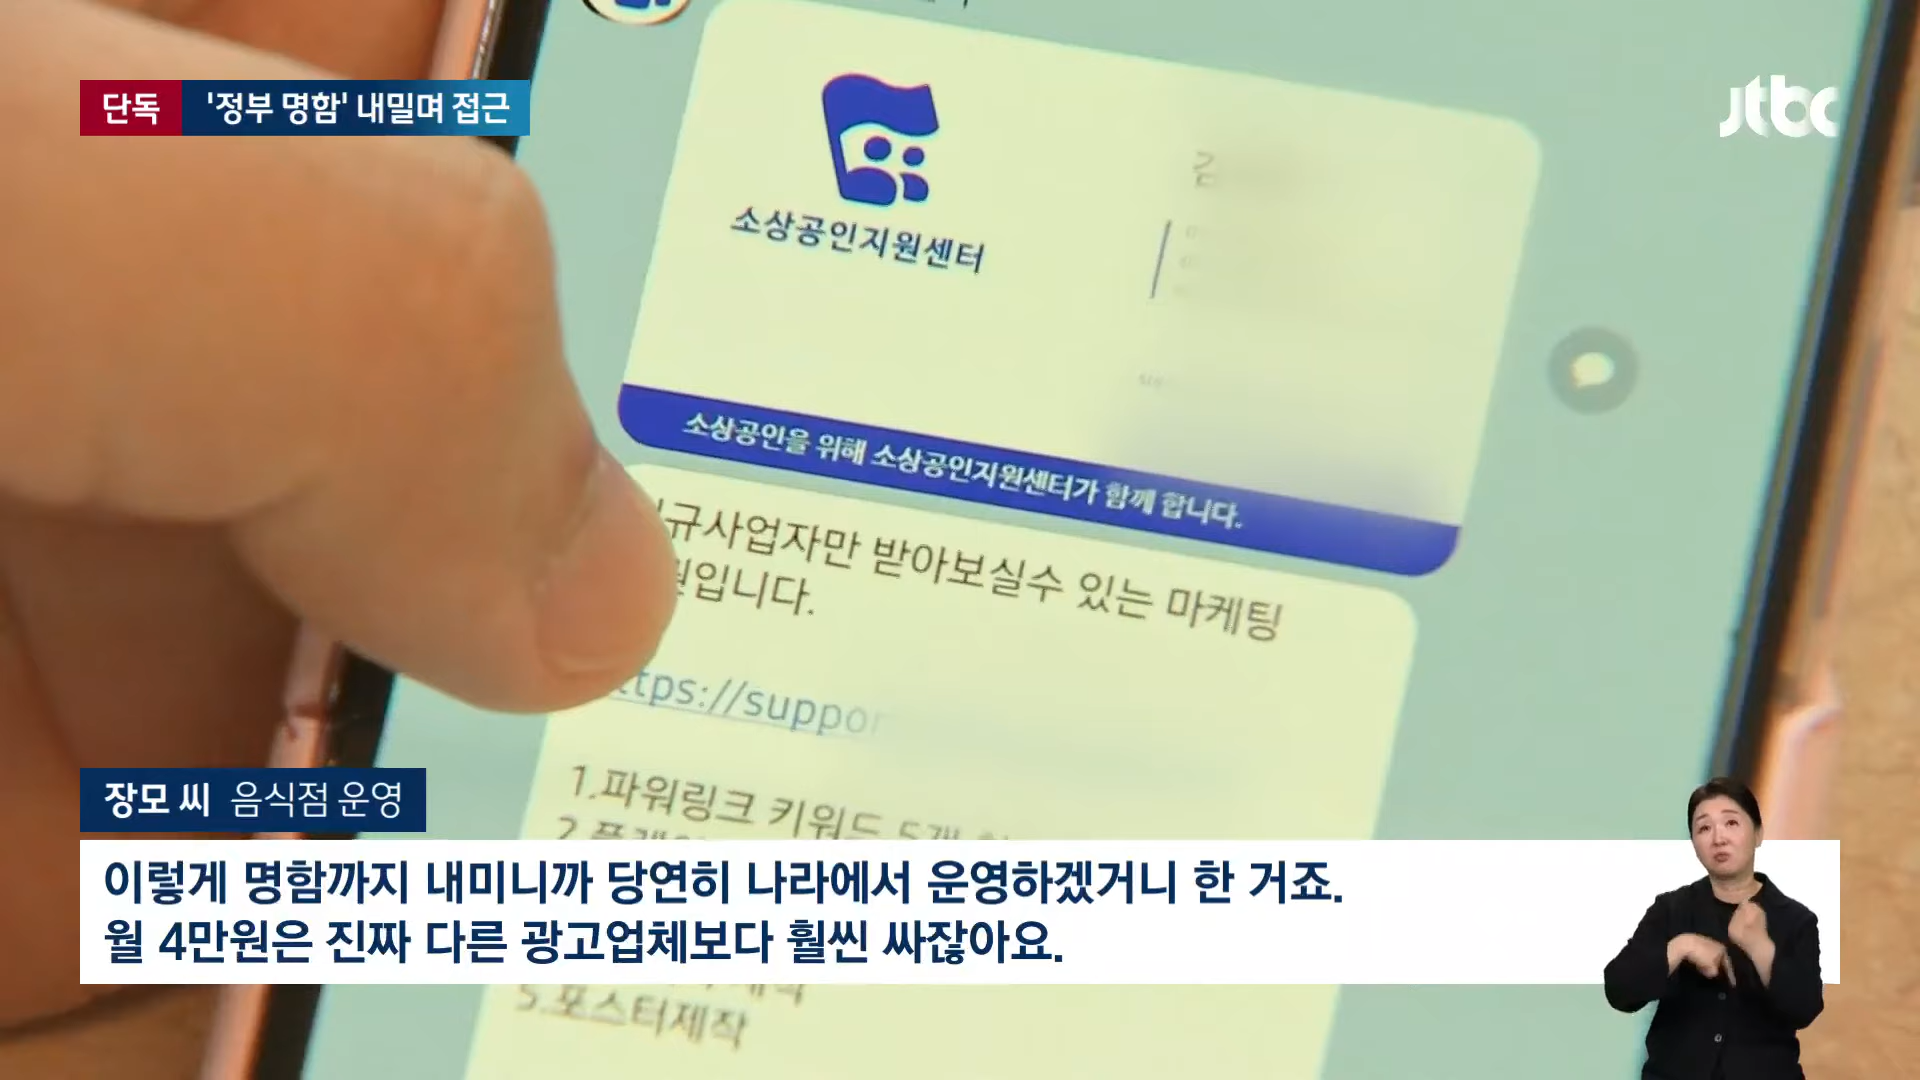 단독 '정부 명함' 내밀며 접근
jtbc
소상공인지원센터
김
소상공인을 위해 소상공인지원센터가 함께 합니다.
규사업자만 받아보실수 있는 마케팅
입니다.
ttps://suppor
1.파워링크 키워드 5개
장모 씨 음식점 운영
이렇게 명함까지 내미니까 당연히 나라에서 운영하겠거니 한 거죠.
월 4만원은 진짜 다른 광고업체보다 훨씬 싸잖아요.
5.포스터제작